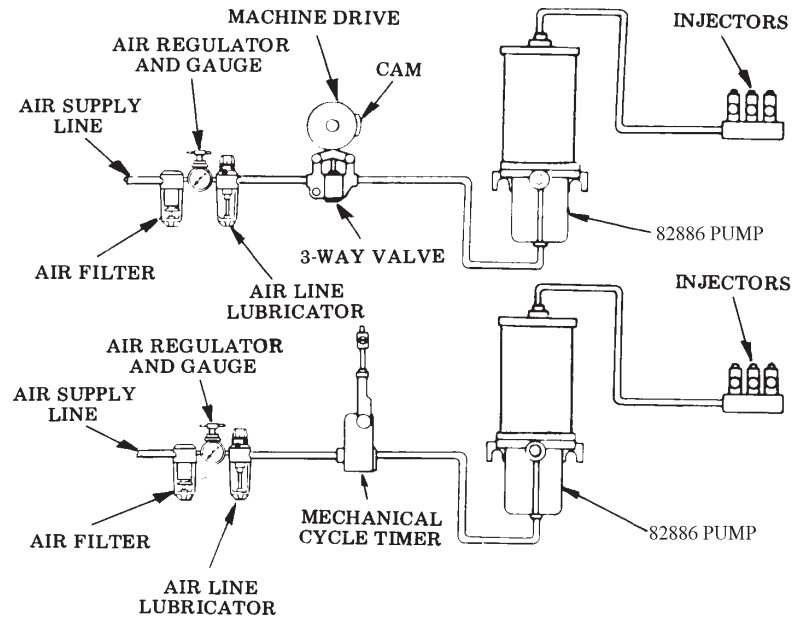 MACHINE DRIVE
INJECTORS
AIR REGULATOR
AND GAUGE
CAM
AIR SUPPLY
LINE
82886 PUMP
3-WAY VALVE
AIR FILTER
AIR LINE
LUBRICATOR
INJECTORS
AIR REGULATOR
AND GAUGE
AIR SUPPLY
LINE
MECHANICAL
CYCLE TIMER
82886 PUMP
AIR FILTER
AIR LINE
LUBRICATOR